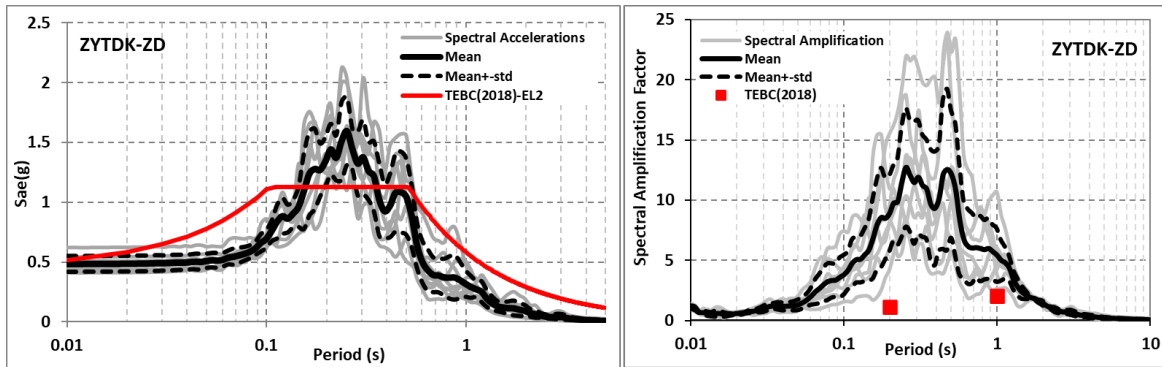 ZYTDK-ZD
Spectral Accelerations
Mean
Mean+-std
TEBC(2018)-EL2
Sae(g)
2.5
2
1.5
1
0.5
0
0.01
0.1
1
Period (s)
ZYTDK-ZD
Spectral Amplification
Mean
Mean+-std
TEBC(2018)
Spectral Amplification Factor
25
20
15
10
5
0
0.01
0.1
1
10
Period (s)